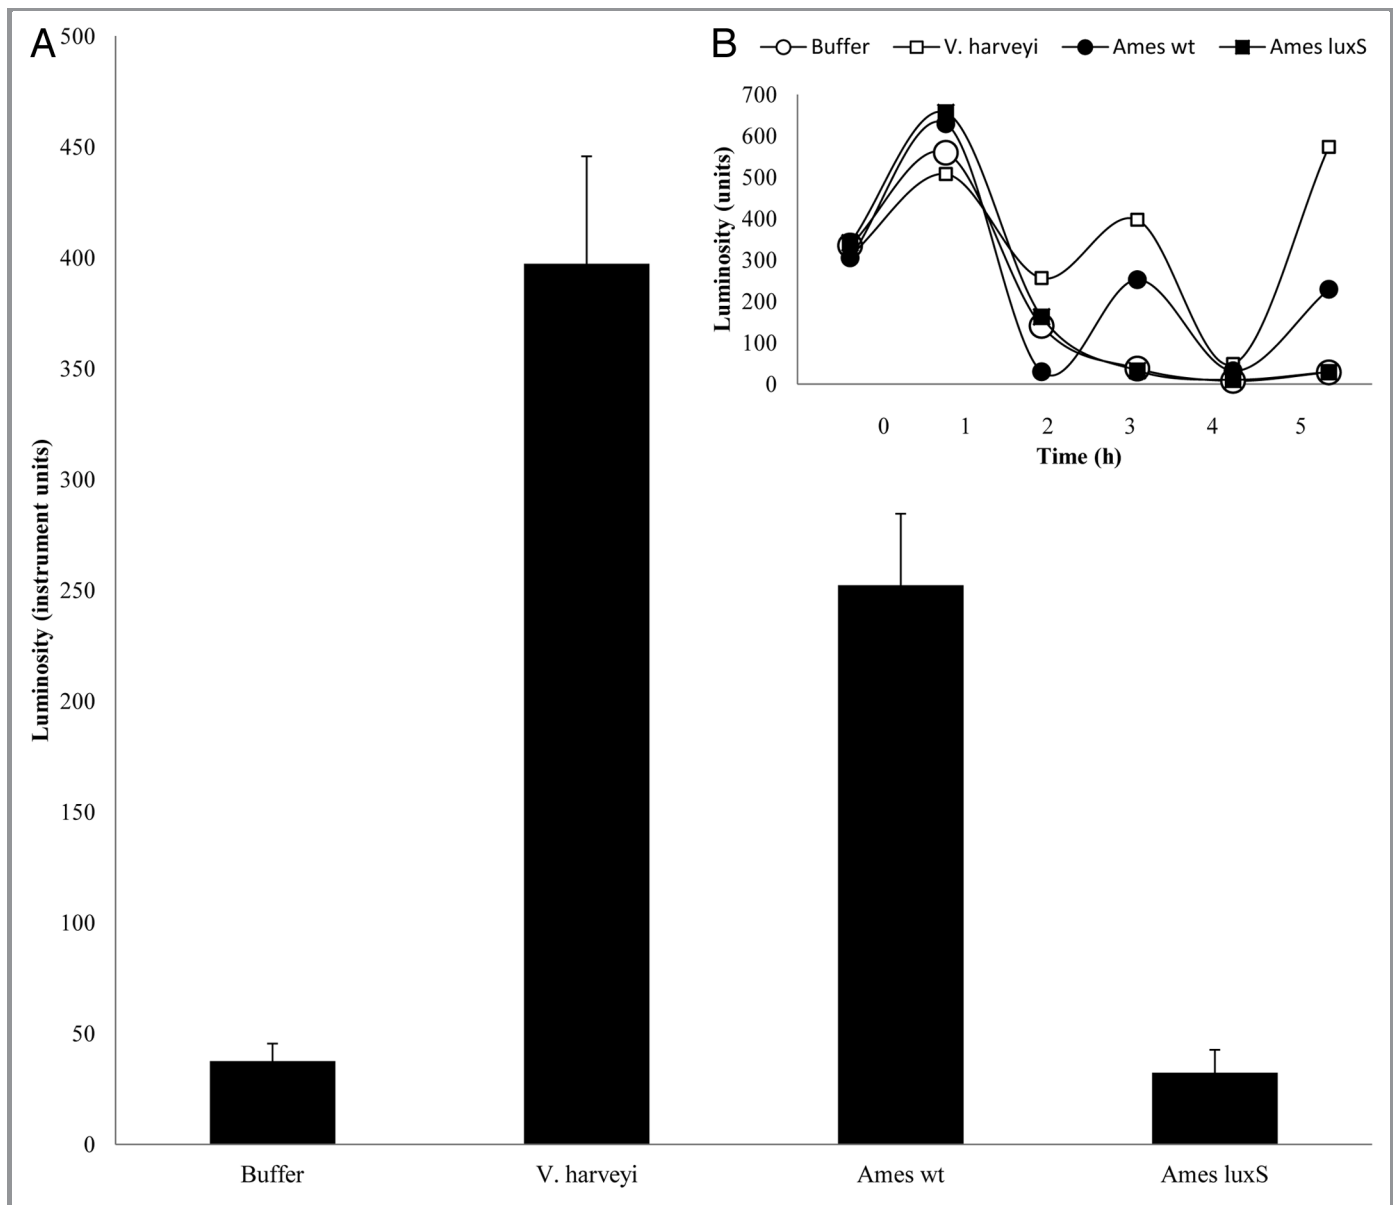 A
500
450
400
350
300
250
200
150
100
50
0
Luminosity (instrument units)
Buffer V. harveyi Ames wt Ames luxS
B
Buffer V. harveyi Ames wt Ames luxS
700
600
500
400
300
200
100
0
Luminosity (units)
0 1 2 3 4 5
Time (h)